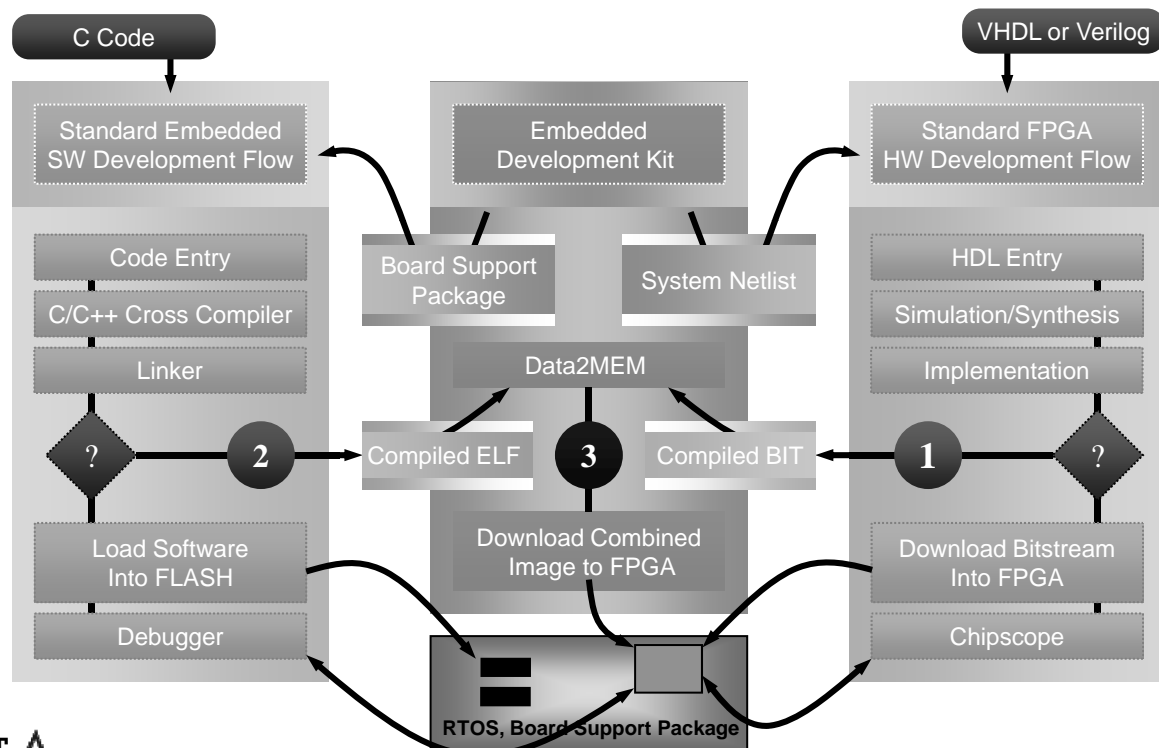 C Code
VHDL or Verilog
Standard Embedded
SW Development Flow
Embedded
Development Kit
Standard FPGA
HW Development Flow
Code Entry
C/C++ Cross Compiler
Linker
?
2
Load Software
Into FLASH
Debugger
Board Support
Package
System Netlist
Data2MEM
Compiled ELF
3
Compiled BIT
Download Combined
Image to FPGA
RTOS, Board Support Package
HDL Entry
Simulation/Synthesis
Implementation
1
?
Download Bitstream
Into FPGA
Chipscope